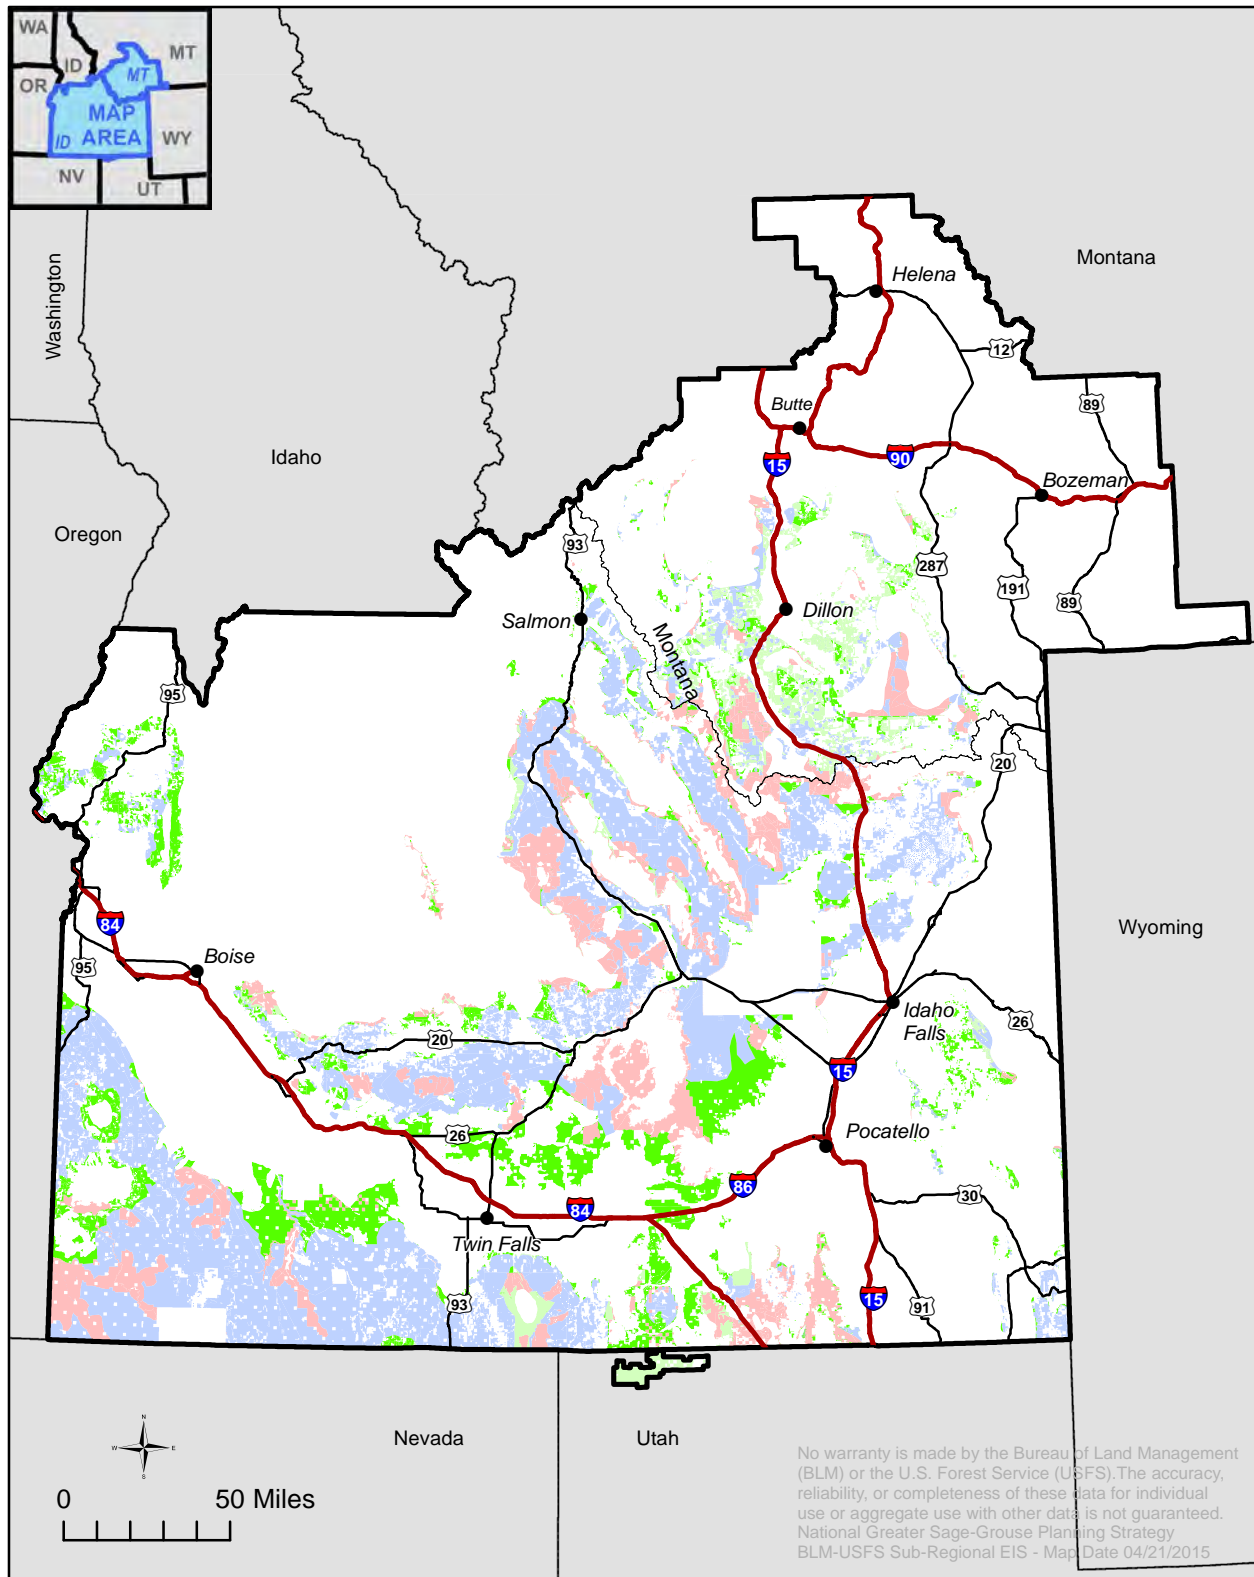 WA
MT
ID
MT
OR
MAP
AREA
ID
WY
NV
UT
Washington
Montana
Helena
12
Butte
89
15
90
Bozeman
Idaho
Oregon
93
287
191
89
Salmon
Dillon
Montana
95
20
84
Wyoming
95
Boise
Idaho
Falls
26
20
15
26
Pocatello
86
30
84
Twin Falls
93
15
91
N
W
E
S
Nevada
Utah
0
50 Miles
No warranty is made by the Bureau of Land Management
(BLM) or the U.S. Forest Service (USFS).The accuracy,
reliability, or completeness of these data for individual
use or aggregate use with other data is not guaranteed.
National Greater Sage-Grouse Planning Strategy
BLM-USFS Sub-Regional EIS - Map Date 04/21/2015